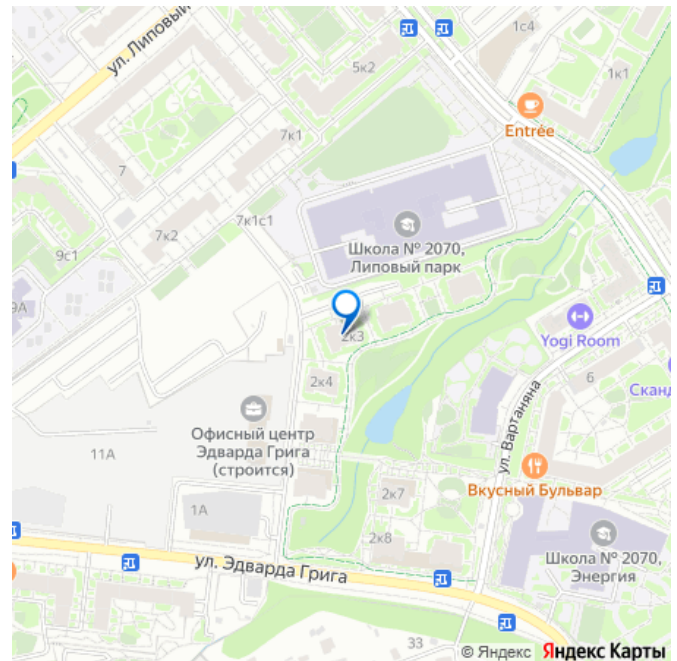 1с4
ул. Липовый
5к2
1к1
Entrée
7к1
7
Школа № 2070,
Липовый парк
7к1с1
7к2
9с1
9А
2к3
Yogi Room
2к4
6
Сканд
ул. Вартаняна
Офисный центр
Эдварда Грига
(строится)
11А
Вкусный Бульвар
2к7
1А
2к8
Школа № 2070,
Энергия
ул. Эдварда Грига
33
© Яндекс Яндекс Карты